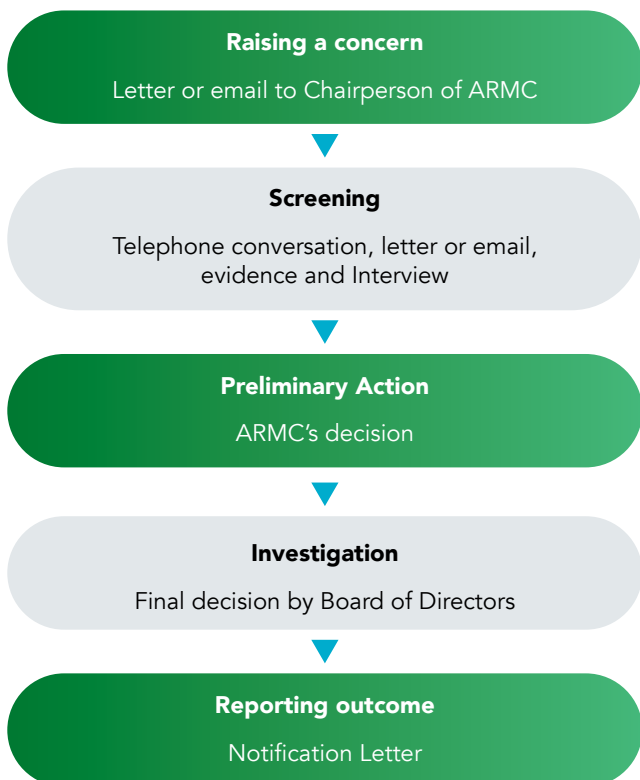 Raising a concern
Letter or email to Chairperson of ARMC
Screening
Telephone conversation, letter or email,
evidence and Interview
Preliminary Action
ARMC’s decision
Investigation
Final decision by Board of Directors
Reporting outcome
Notification Letter